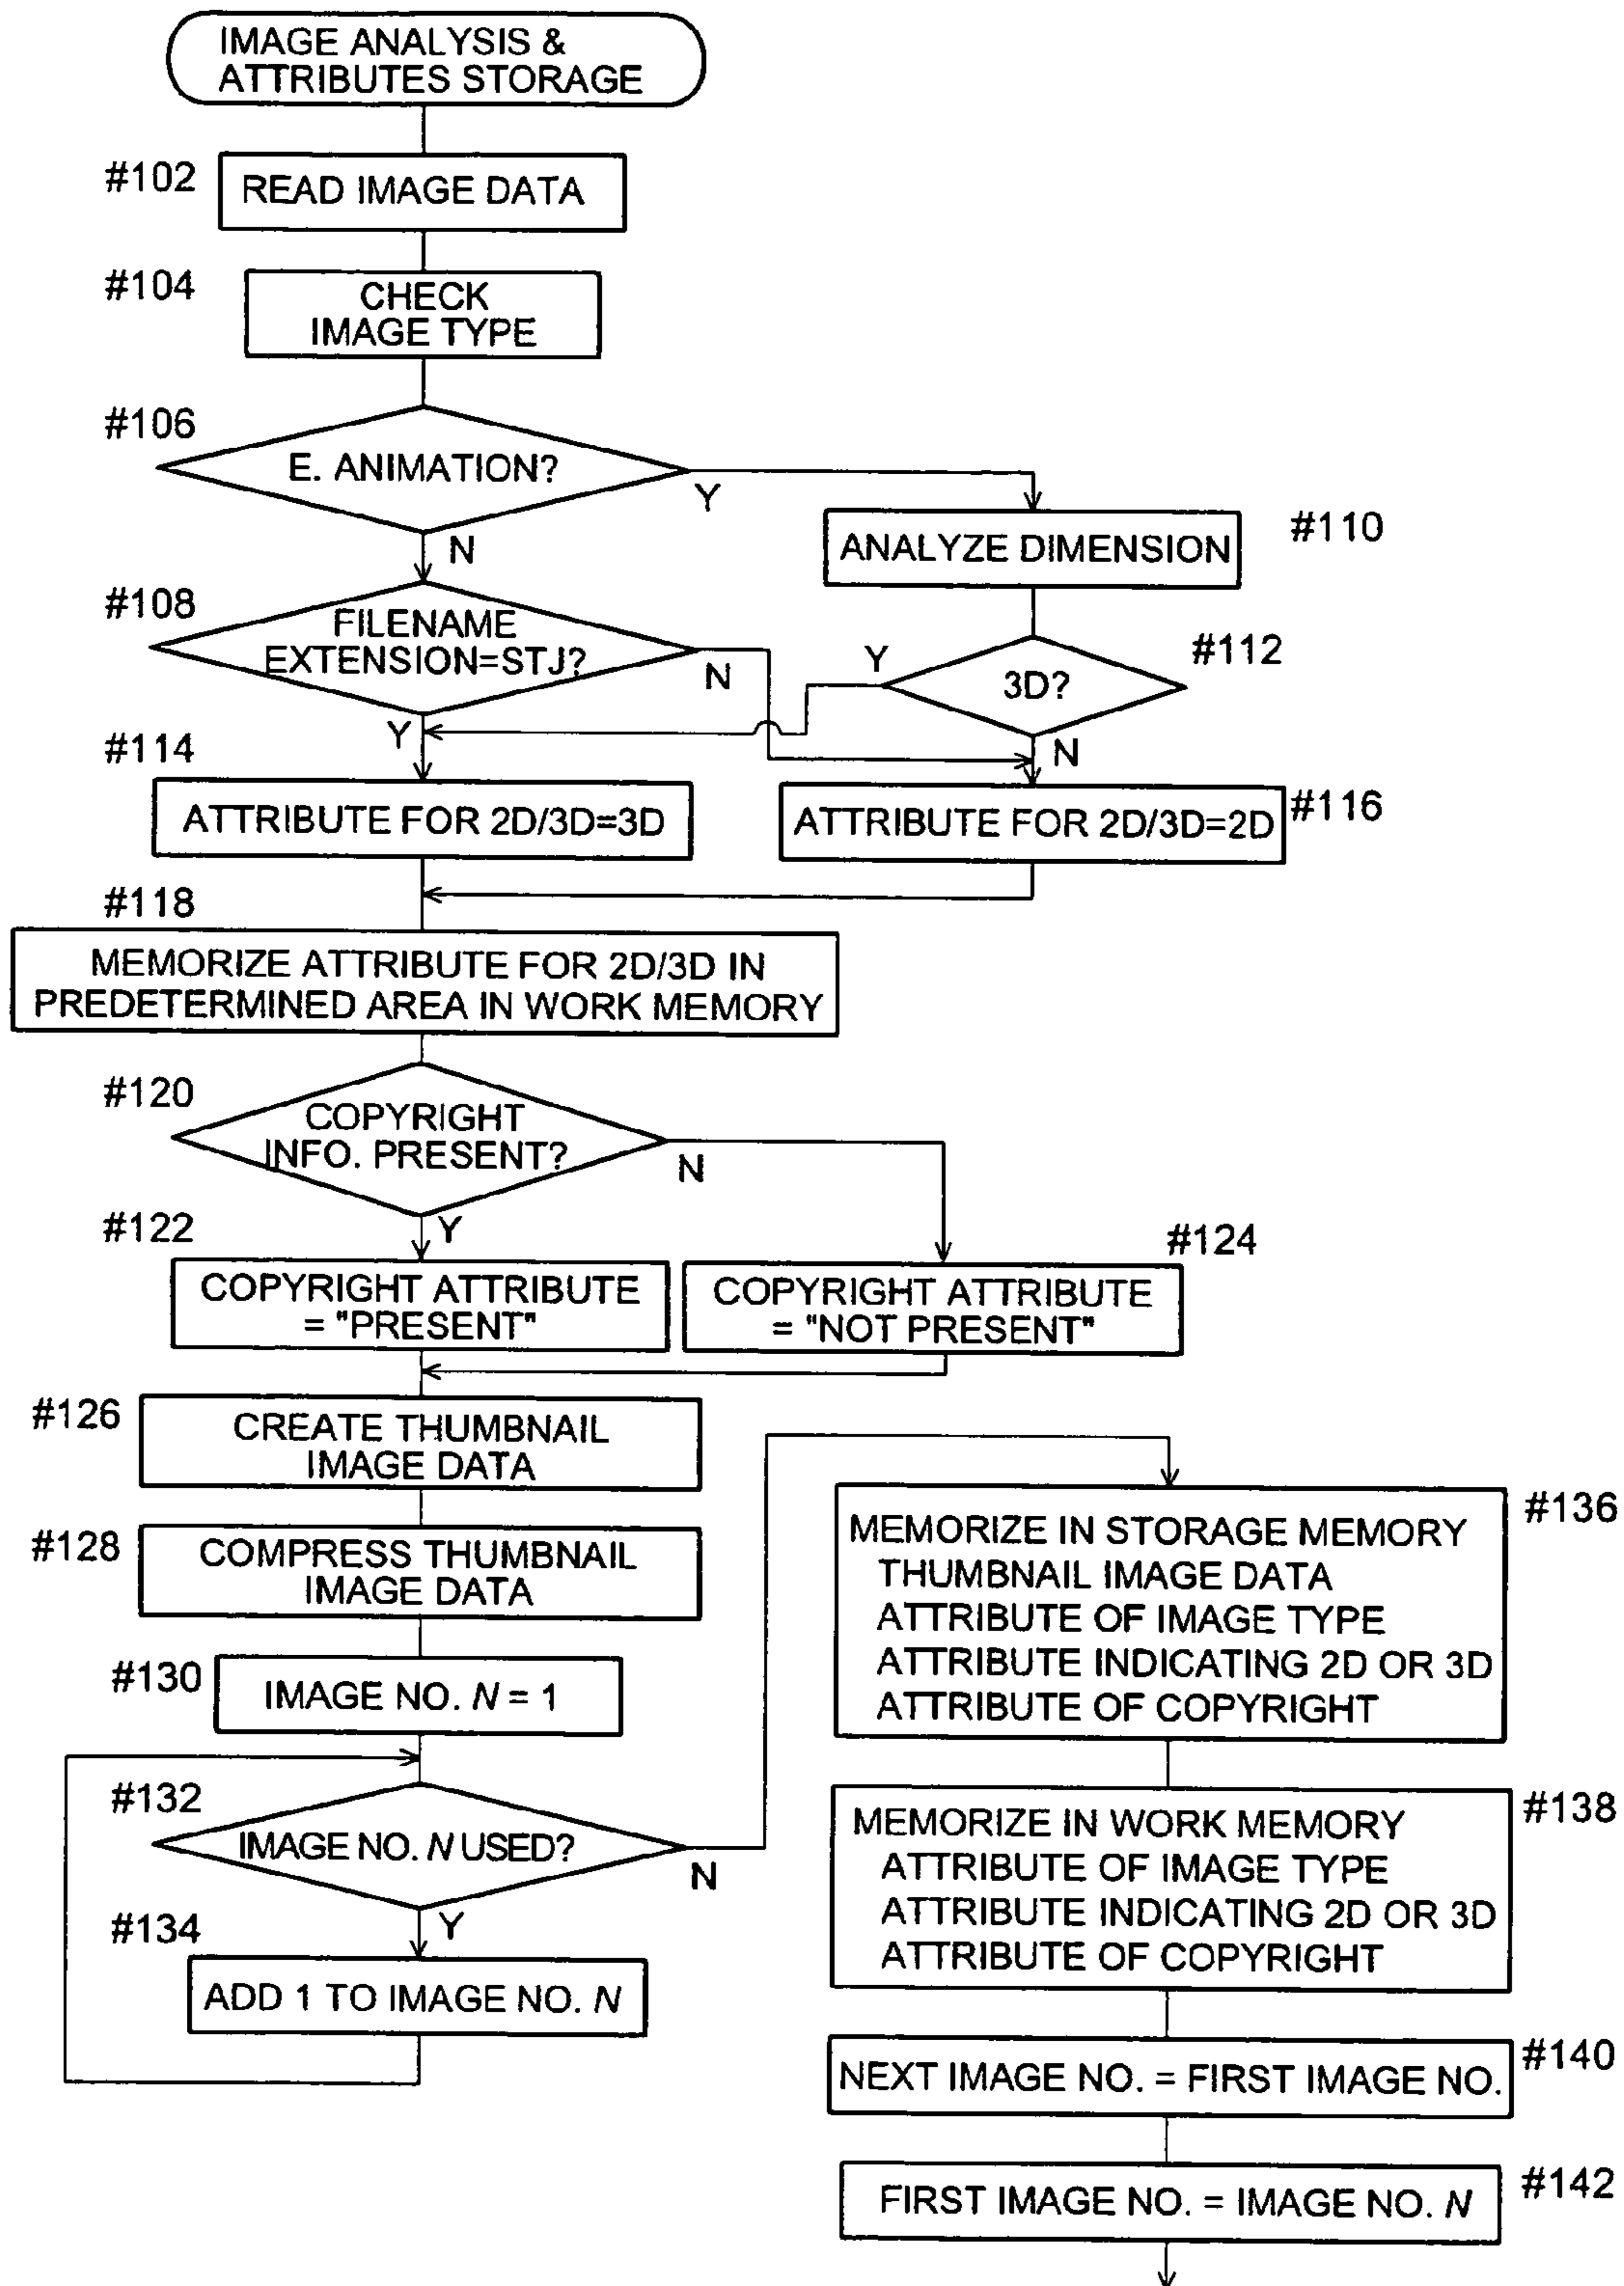 IMAGE ANALYSIS &
ATTRIBUTES STORAGE
#102
READ IMAGE DATA
#104
CHECK
IMAGE TYPE
#106
E. ANIMATION?
Y
N
#110
ANALYZE DIMENSION
#108
FILENAME
EXTENSION=STJ?
N
Y
#112
3D?
Y
N
#114
ATTRIBUTE FOR 2D/3D=3D
ATTRIBUTE FOR 2D/3D=2D
#116
#118
MEMORIZE ATTRIBUTE FOR 2D/3D IN
PREDETERMINED AREA IN WORK MEMORY
#120
COPYRIGHT
INFO. PRESENT?
N
Y
#122
COPYRIGHT ATTRIBUTE
= "PRESENT"
#124
COPYRIGHT ATTRIBUTE
= "NOT PRESENT"
#126
CREATE THUMBNAIL
IMAGE DATA
#128
COMPRESS THUMBNAIL
IMAGE DATA
#130
IMAGE NO. N = 1
#132
IMAGE NO. N USED?
N
Y
#134
ADD 1 TO IMAGE NO. N
#136
MEMORIZE IN STORAGE MEMORY
THUMBNAIL IMAGE DATA
ATTRIBUTE OF IMAGE TYPE
ATTRIBUTE INDICATING 2D OR 3D
ATTRIBUTE OF COPYRIGHT
#138
MEMORIZE IN WORK MEMORY
ATTRIBUTE OF IMAGE TYPE
ATTRIBUTE INDICATING 2D OR 3D
ATTRIBUTE OF COPYRIGHT
#140
NEXT IMAGE NO. = FIRST IMAGE NO.
#142
FIRST IMAGE NO. = IMAGE NO. N